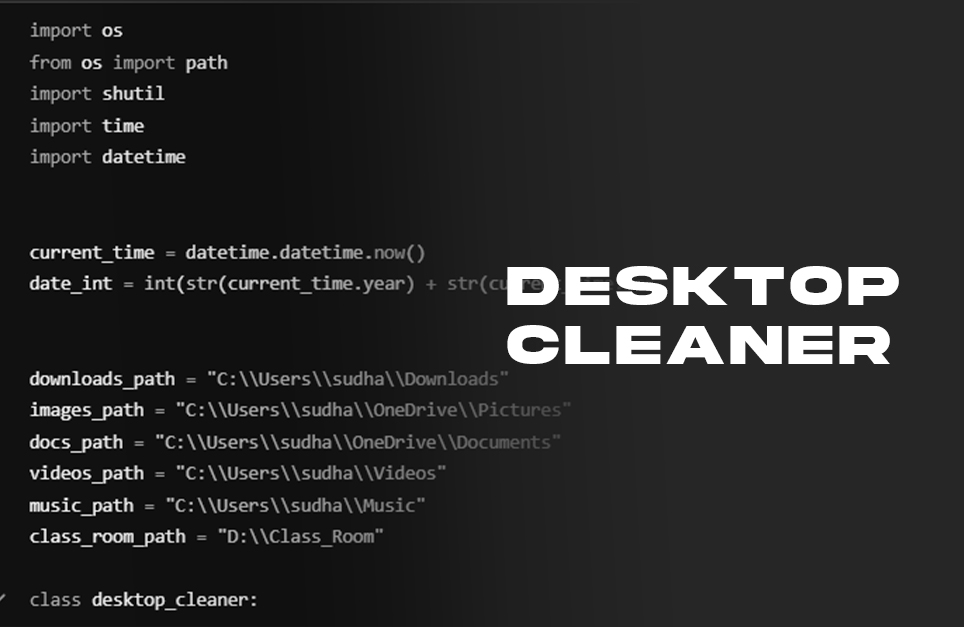 import os
from os import path
import shutil
import time
import datetime
current_time = datetime.datetime.now()
date_int = int(str(current_time.year) + str(
DESKTOP
CLEANER
downloads_path = "C:\\Users\\sudha\\Downloads"
images_path = "C:\\Users\\sudha\\OneDrive\\Pictures"
docs_path = "C:\\Users\\sudha\\OneDrive\\Documents"
videos_path = "C:\\Users\\sudha\\Videos"
music_path = "C:\\Users\\sudha\\Music"
class_room_path = "D:\\Class_Room"
class desktop_cleaner: